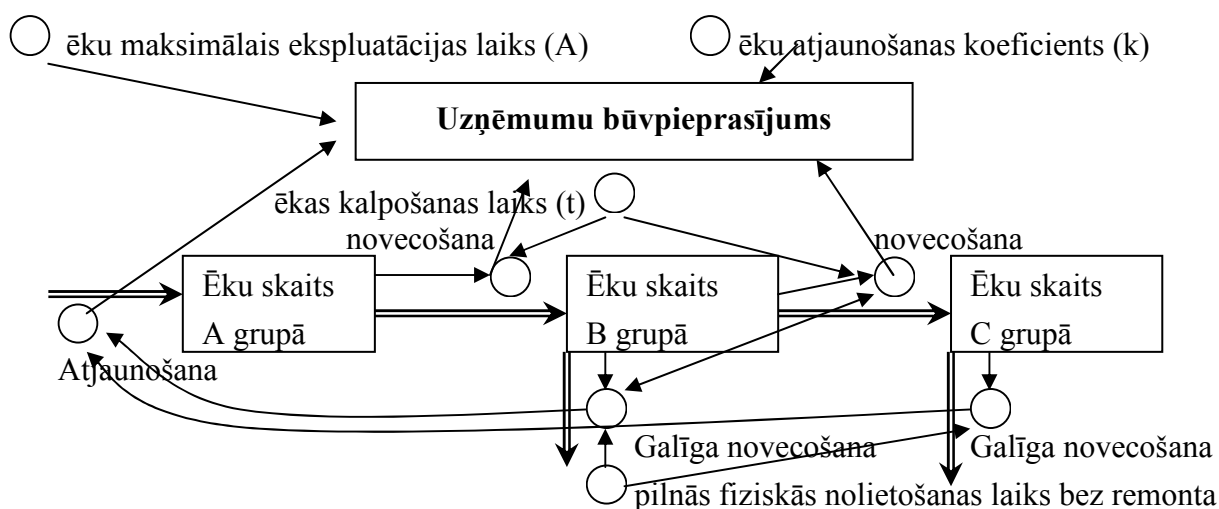 ēku maksimālais ekspluatācijas laiks (A)
ēku atjaunošanas koeficients (k)
Uzņēmumu būvpieprasījums
ēkas kalpošanas laiks (t)
novecošana
novecošana
Ēku skaits
A grupā
Ēku skaits
B grupā
Ēku skaits
C grupā
Atjaunošana
Galīga novecošana
Galīga novecošana
pilnās fiziskās nolietošanas laiks bez remonta